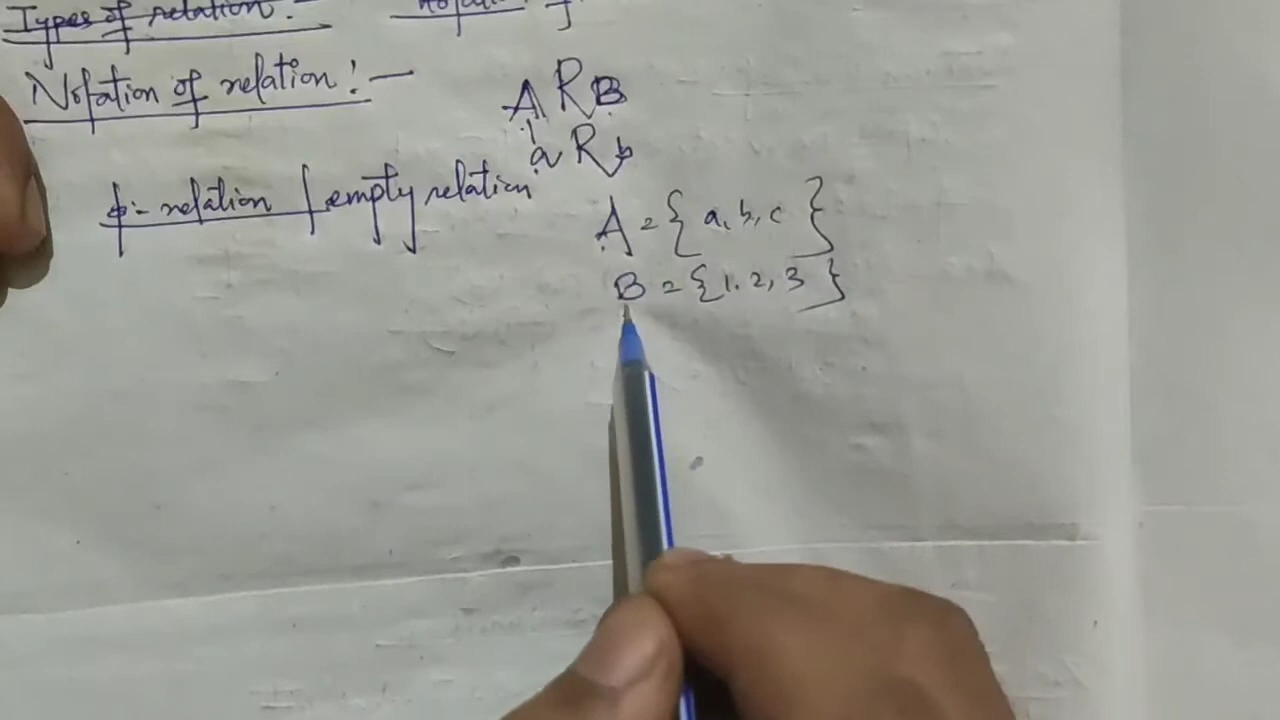 Types of relation:-
Notation of relation:-
A R B
a R b
ϕ:- relation / empty relation
A = { a, b, c }
B = { 1, 2, 3 }